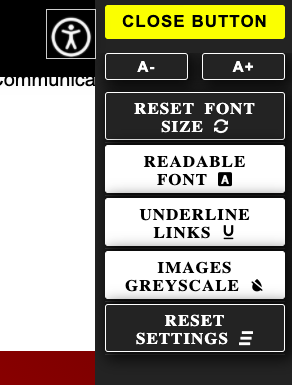 CLOSE BUTTON
A-
A+
communica
RESET FONT
SIZE
READABLE
FONT A
UNDERLINE
LINKS U
IMAGES
GREYSCALE
RESET
SETTINGS